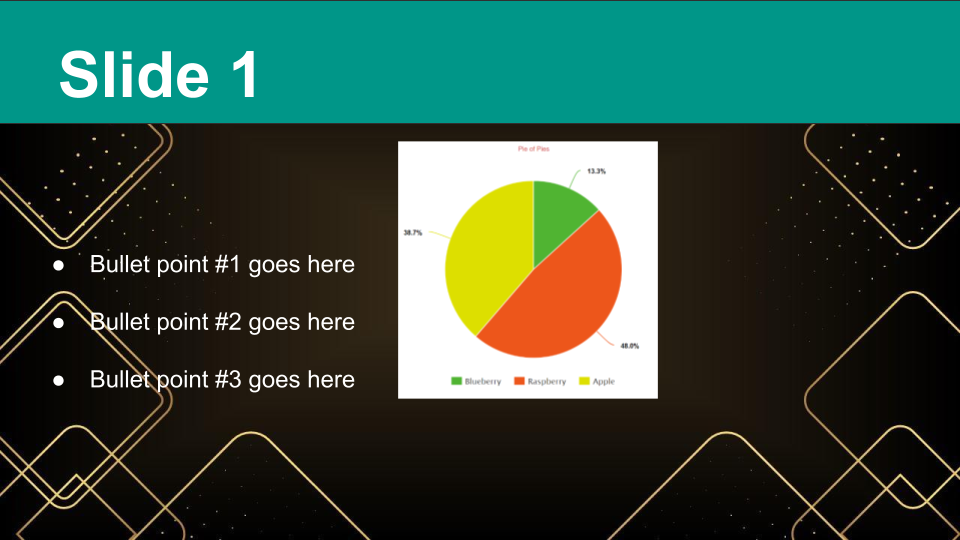 Slide 1
● Bullet point #1 goes here
● Bullet point #2 goes here
● Bullet point #3 goes here
Pie of Pies
13.3%
38.7%
48.0%
Blueberry Raspberry Apple